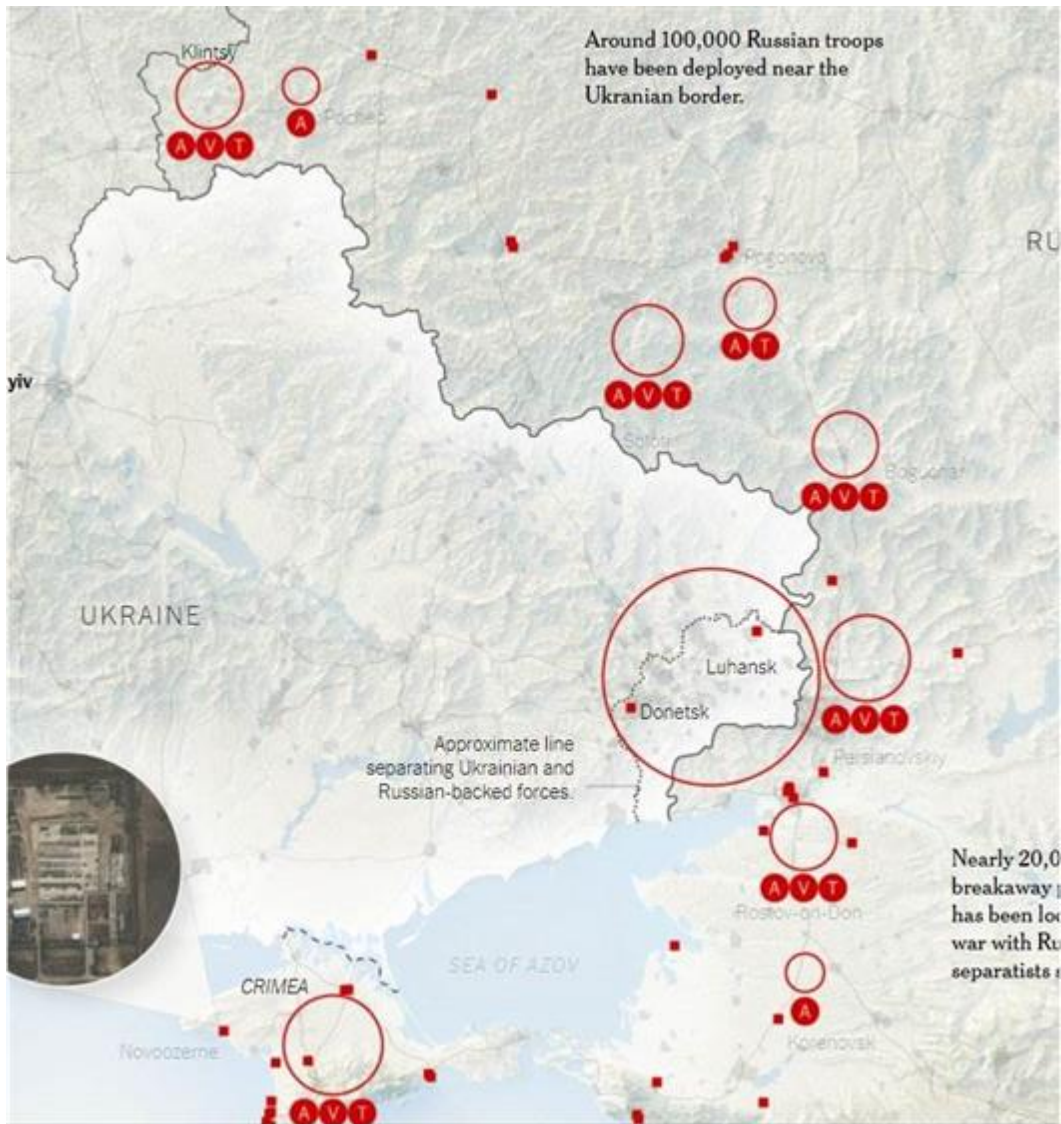 Around 100,000 Russian troops
have been deployed near the
Ukranian border.
Klintsy
A
A V T
RU
Pogonovo
A T
A V T
yiv
Soloti
Boguchar
A V T
UKRAINE
Luhansk
Donetsk
A V T
Persianovskiy
Approximate line
separating Ukrainian and
Russian-backed forces.
A V T
Rostov-on-Don
Nearly 20,0
breakaway
has been loc
war with Ru
separatists s
SEA OF AZOV
CRIMEA
A
Korenovsk
Novoozerne
A V T